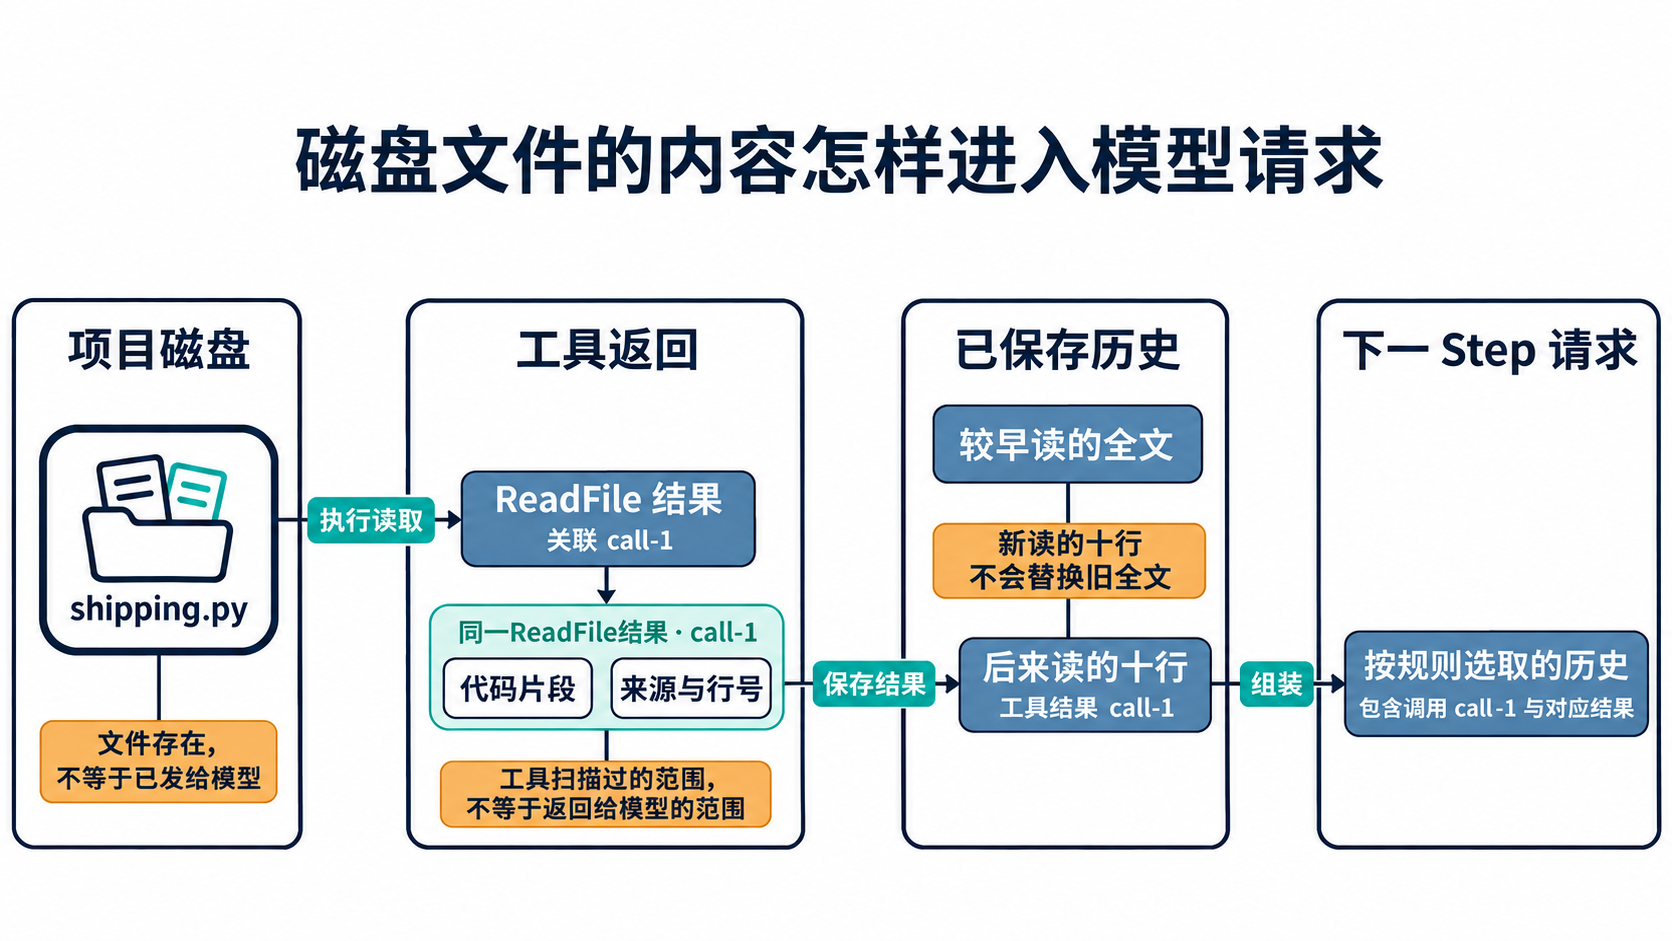 磁盘文件的内容怎样进入模型请求
项目磁盘
shipping.py
文件存在，
不等于已发给模型
执行读取
工具返回
ReadFile 结果
关联 call-1
同一ReadFile结果 · call-1
代码片段
来源与行号
工具扫描过的范围，
不等于返回给模型的范围
保存结果
已保存历史
较早读的全文
新读的十行
不会替换旧全文
后来读的十行
工具结果 call-1
组装
下一 Step 请求
按规则选取的历史
包含调用 call-1 与对应结果